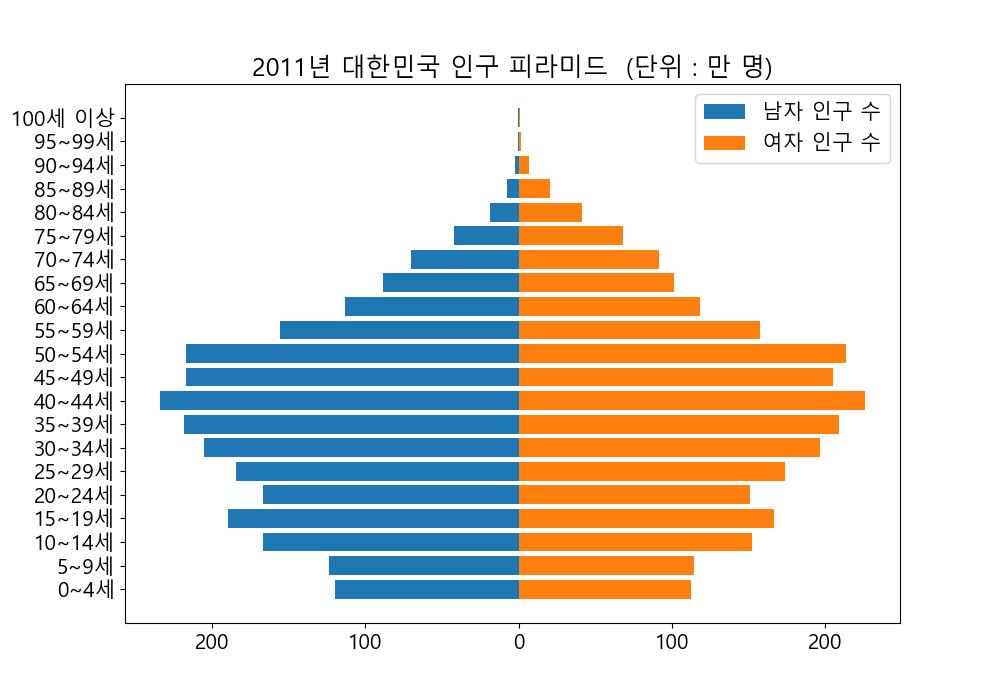 2011년 대한민국 인구 피라미드  (단위 : 만 명)
남자 인구 수
여자 인구 수
100세 이상
95~99세
90~94세
85~89세
80~84세
75~79세
70~74세
65~69세
60~64세
55~59세
50~54세
45~49세
40~44세
35~39세
30~34세
25~29세
20~24세
15~19세
10~14세
5~9세
0~4세
200 100 0 100 200